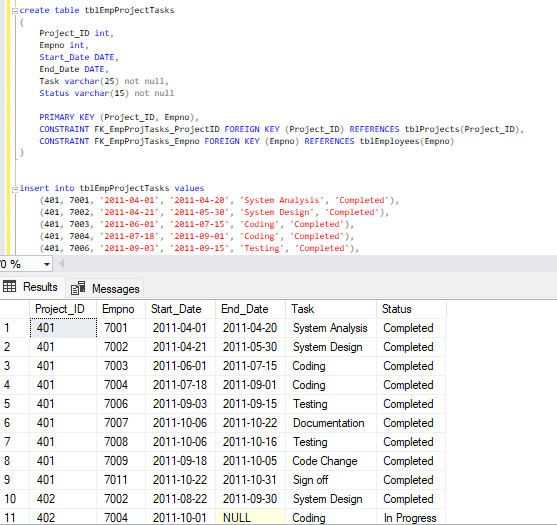 create table tblEmpProjectTasks
(
Project_ID int,
Empno int,
Start_Date DATE,
End_Date DATE,
Task varchar(25) not null,
Status varchar(15) not null
PRIMARY KEY (Project_ID, Empno),
CONSTRAINT FK_EmpProjTasks_ProjectID FOREIGN KEY (Project_ID) REFERENCES tblProjects(Project_ID),
CONSTRAINT FK_EmpProjTasks_Empno FOREIGN KEY (Empno) REFERENCES tblEmployees(Empno)
)
insert into tblEmpProjectTasks values
(401, 7001, '2011-04-01', '2011-04-20', 'System Analysis', 'Completed'),
(401, 7002, '2011-04-21', '2011-05-30', 'System Design', 'Completed'),
(401, 7003, '2011-06-01', '2011-07-15', 'Coding', 'Completed'),
(401, 7004, '2011-07-18', '2011-09-01', 'Coding', 'Completed'),
(401, 7006, '2011-09-03', '2011-09-15', 'Testing', 'Completed'),
0 %
Results Messages
Project_ID Empno Start_Date End_Date Task Status
1 401 7001 2011-04-01 2011-04-20 System Analysis Completed
2 401 7002 2011-04-21 2011-05-30 System Design Completed
3 401 7003 2011-06-01 2011-07-15 Coding Completed
4 401 7004 2011-07-18 2011-09-01 Coding Completed
5 401 7006 2011-09-03 2011-09-15 Testing Completed
6 401 7007 2011-10-06 2011-10-22 Documentation Completed
7 401 7008 2011-10-06 2011-10-16 Testing Completed
8 401 7009 2011-09-18 2011-10-05 Code Change Completed
9 401 7011 2011-10-22 2011-10-31 Sign off Completed
10 402 7002 2011-08-22 2011-09-30 System Design Completed
11 402 7004 2011-10-01 NULL Coding In Progress